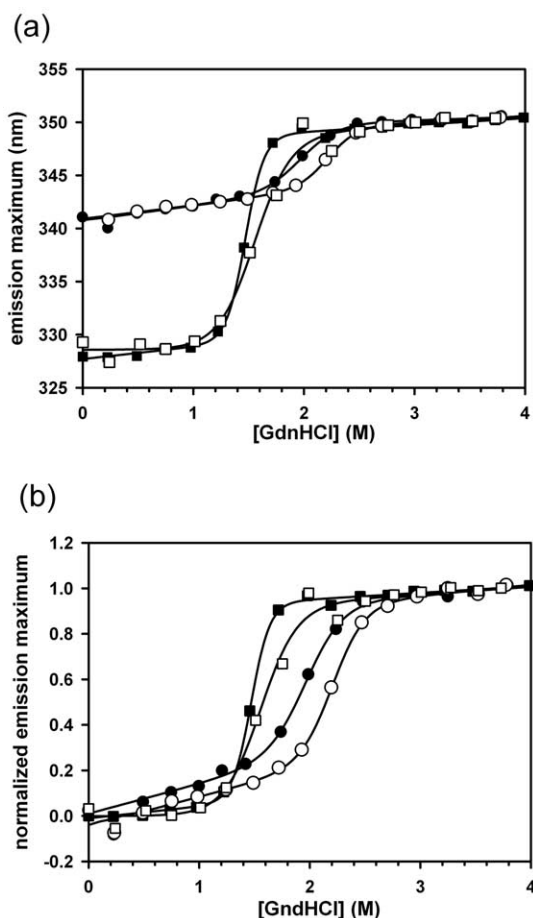 (a)
355
350
345
340
335
330
325
emission maximum (nm)
0 1 2 3 4
[GdnHCl] (M)
(b)
1.2
1.0
0.8
0.6
0.4
0.2
0.0
-0.2
normalized emission maximum
0 1 2 3 4
[GndHCl] (M)